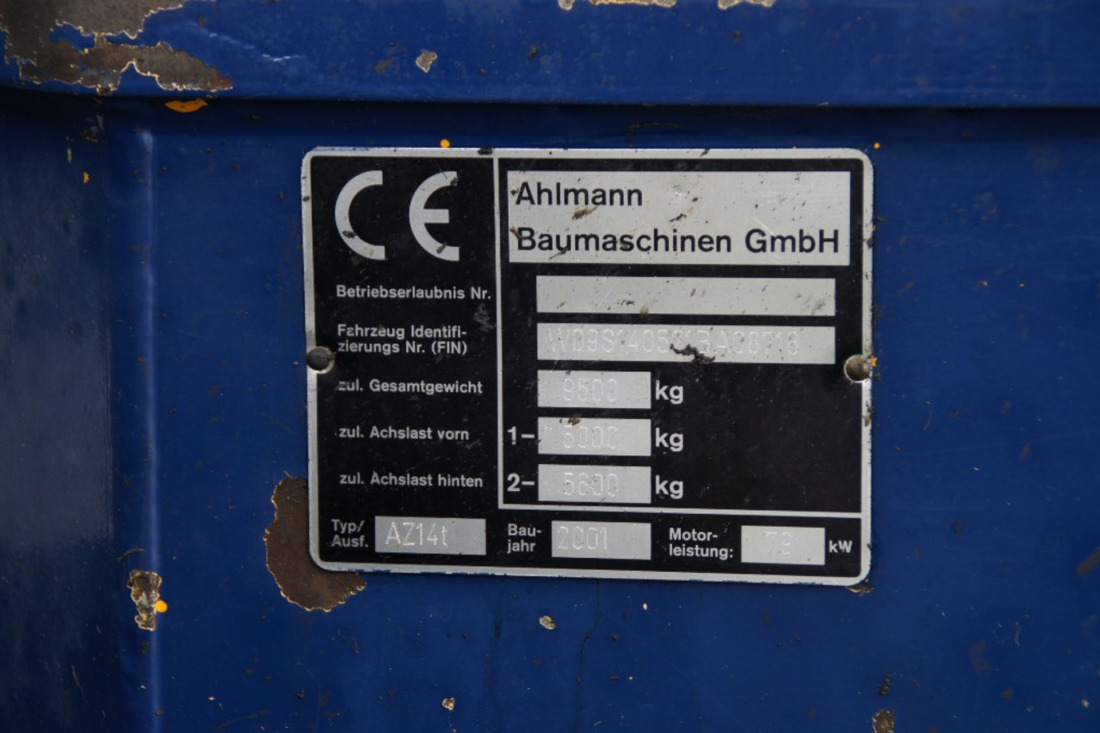 CE
Ahlmann
Baumaschinen GmbH
Betriebserlaubnis Nr.
Fahrzeug Identifi-
zierungs Nr. (FIN)
zul. Gesamtgewicht
9500 kg
zul. Achslast vorn
1- kg
zul. Achslast hinten
2- 5600 kg
Typ/
Ausf.
AZ14t
Bau-
jahr
2001
Motor-
leistung:
kW